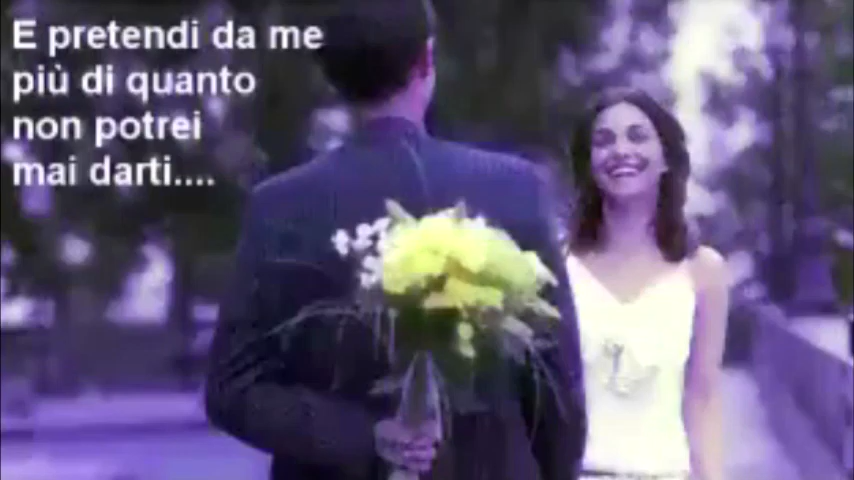 E pretendi da me
più di quanto
non potrei
mai darti....